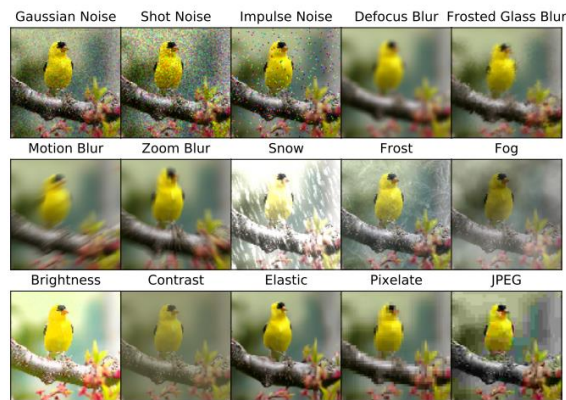 Gaussian Noise Shot Noise Impulse Noise Defocus Blur Frosted Glass Blur
Motion Blur Zoom Blur Snow Frost Fog
Brightness Contrast Elastic Pixelate JPEG